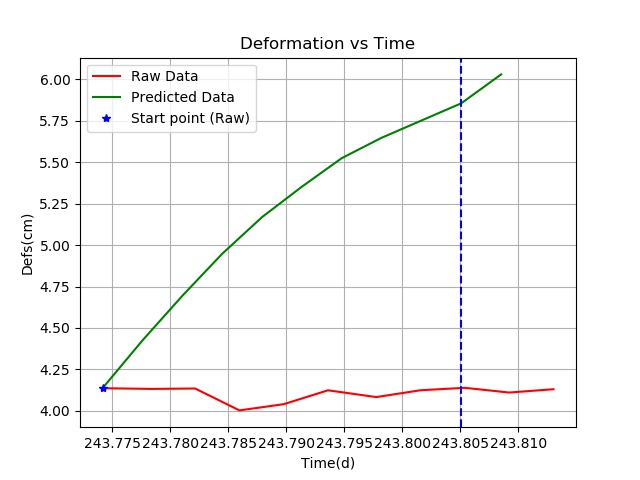 Deformation vs Time
Raw Data
Predicted Data
Start point (Raw)
6.00
5.75
5.50
5.25
5.00
4.75
4.50
4.25
4.00
Defs(cm)
243.775 243.780 243.785 243.790 243.795 243.800 243.805 243.810
Time(d)